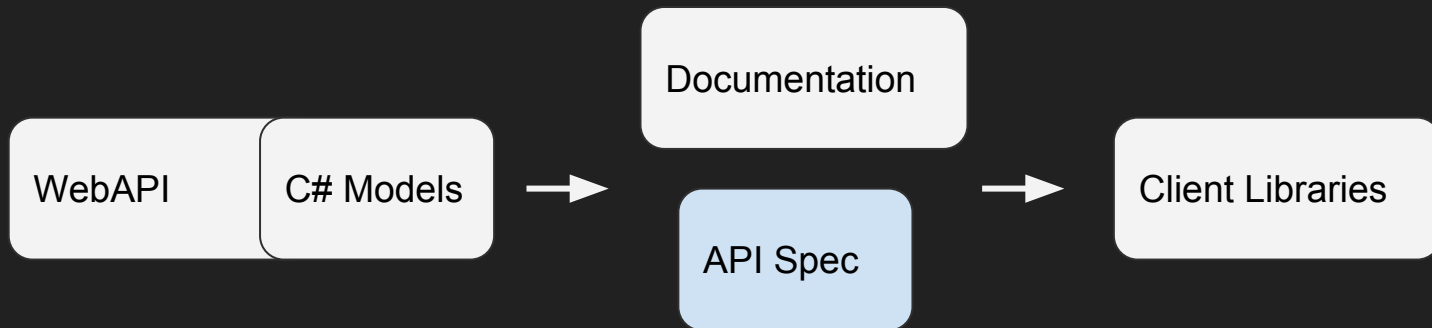 WebAPI
C# Models
Documentation
API Spec
Client Libraries